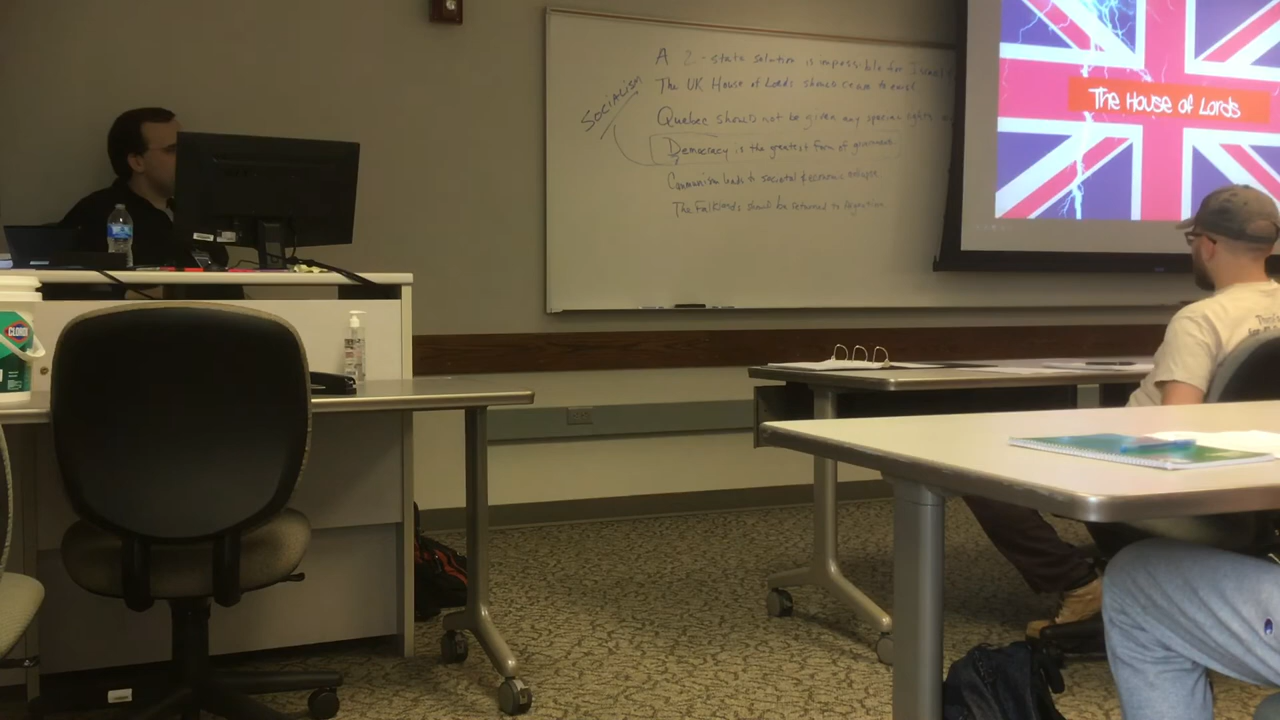 A 2-state solution is impossible for Israel
The UK House of Lords should cease to exist
SOCIALISM
Quebec should not be given any special rights
Democracy is the greatest form of
Communism leads to societal & economic collapse
The Falklands should be returned to Argentina
The House of Lords
CLORO